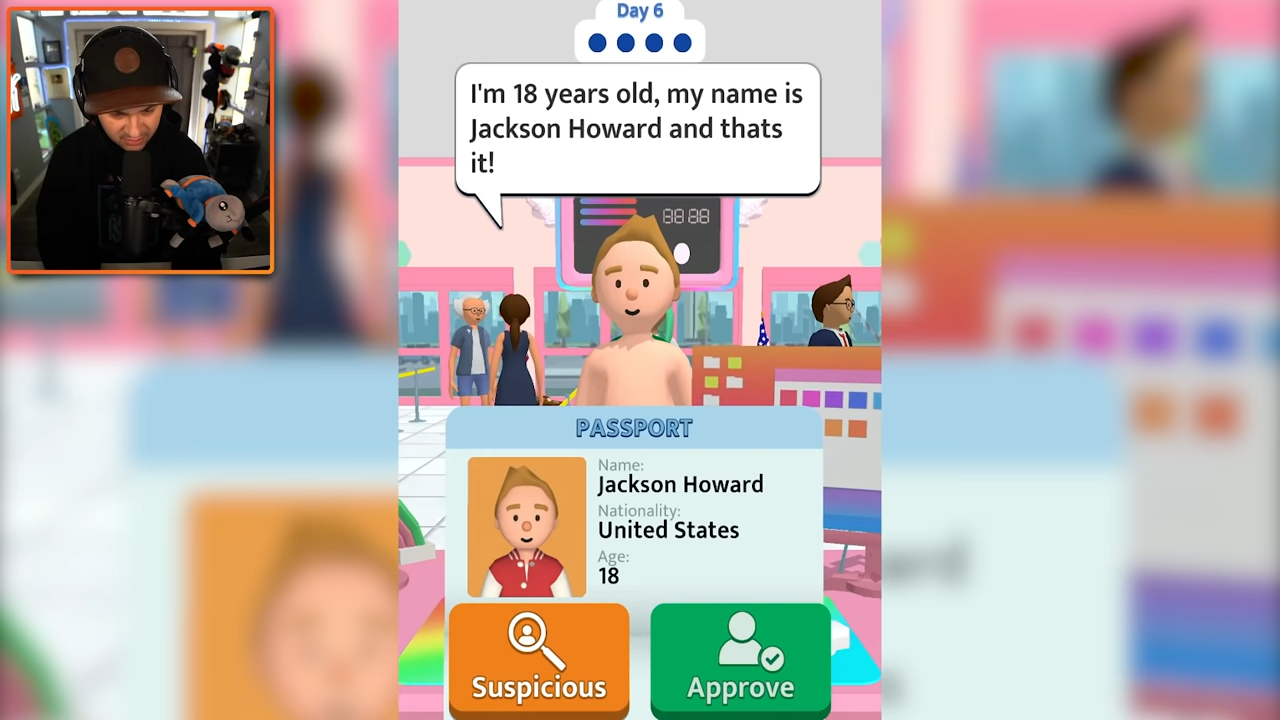 Day 6
I'm 18 years old, my name is
Jackson Howard and thats
it!
88 88
PASSPORT
Name:
Jackson Howard
Nationality:
United States
Age:
18
Suspicious
Approve